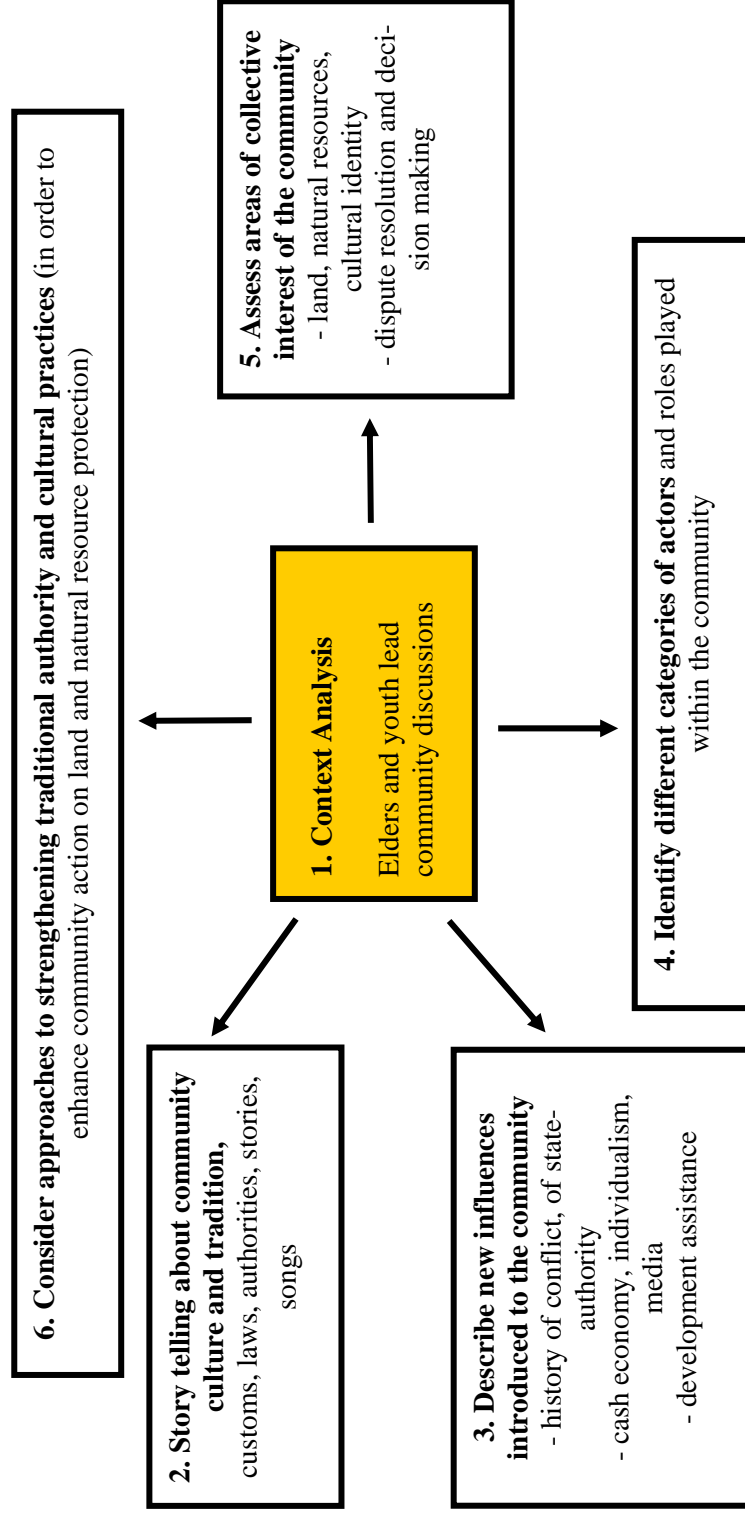 6. Consider approaches to strengthening traditional authority and cultural practices (in order to
enhance community action on land and natural resource protection)
2. Story telling about community
culture and tradition,
customs, laws, authorities, stories,
songs
1. Context Analysis
Elders and youth lead
community discussions
5. Assess areas of collective
interest of the community
- land, natural resources,
cultural identity
- dispute resolution and deci-
sion making
3. Describe new influences
introduced to the community
- history of conflict, of state-
authority
- cash economy, individualism,
media
- development assistance
4. Identify different categories of actors and roles played
within the community